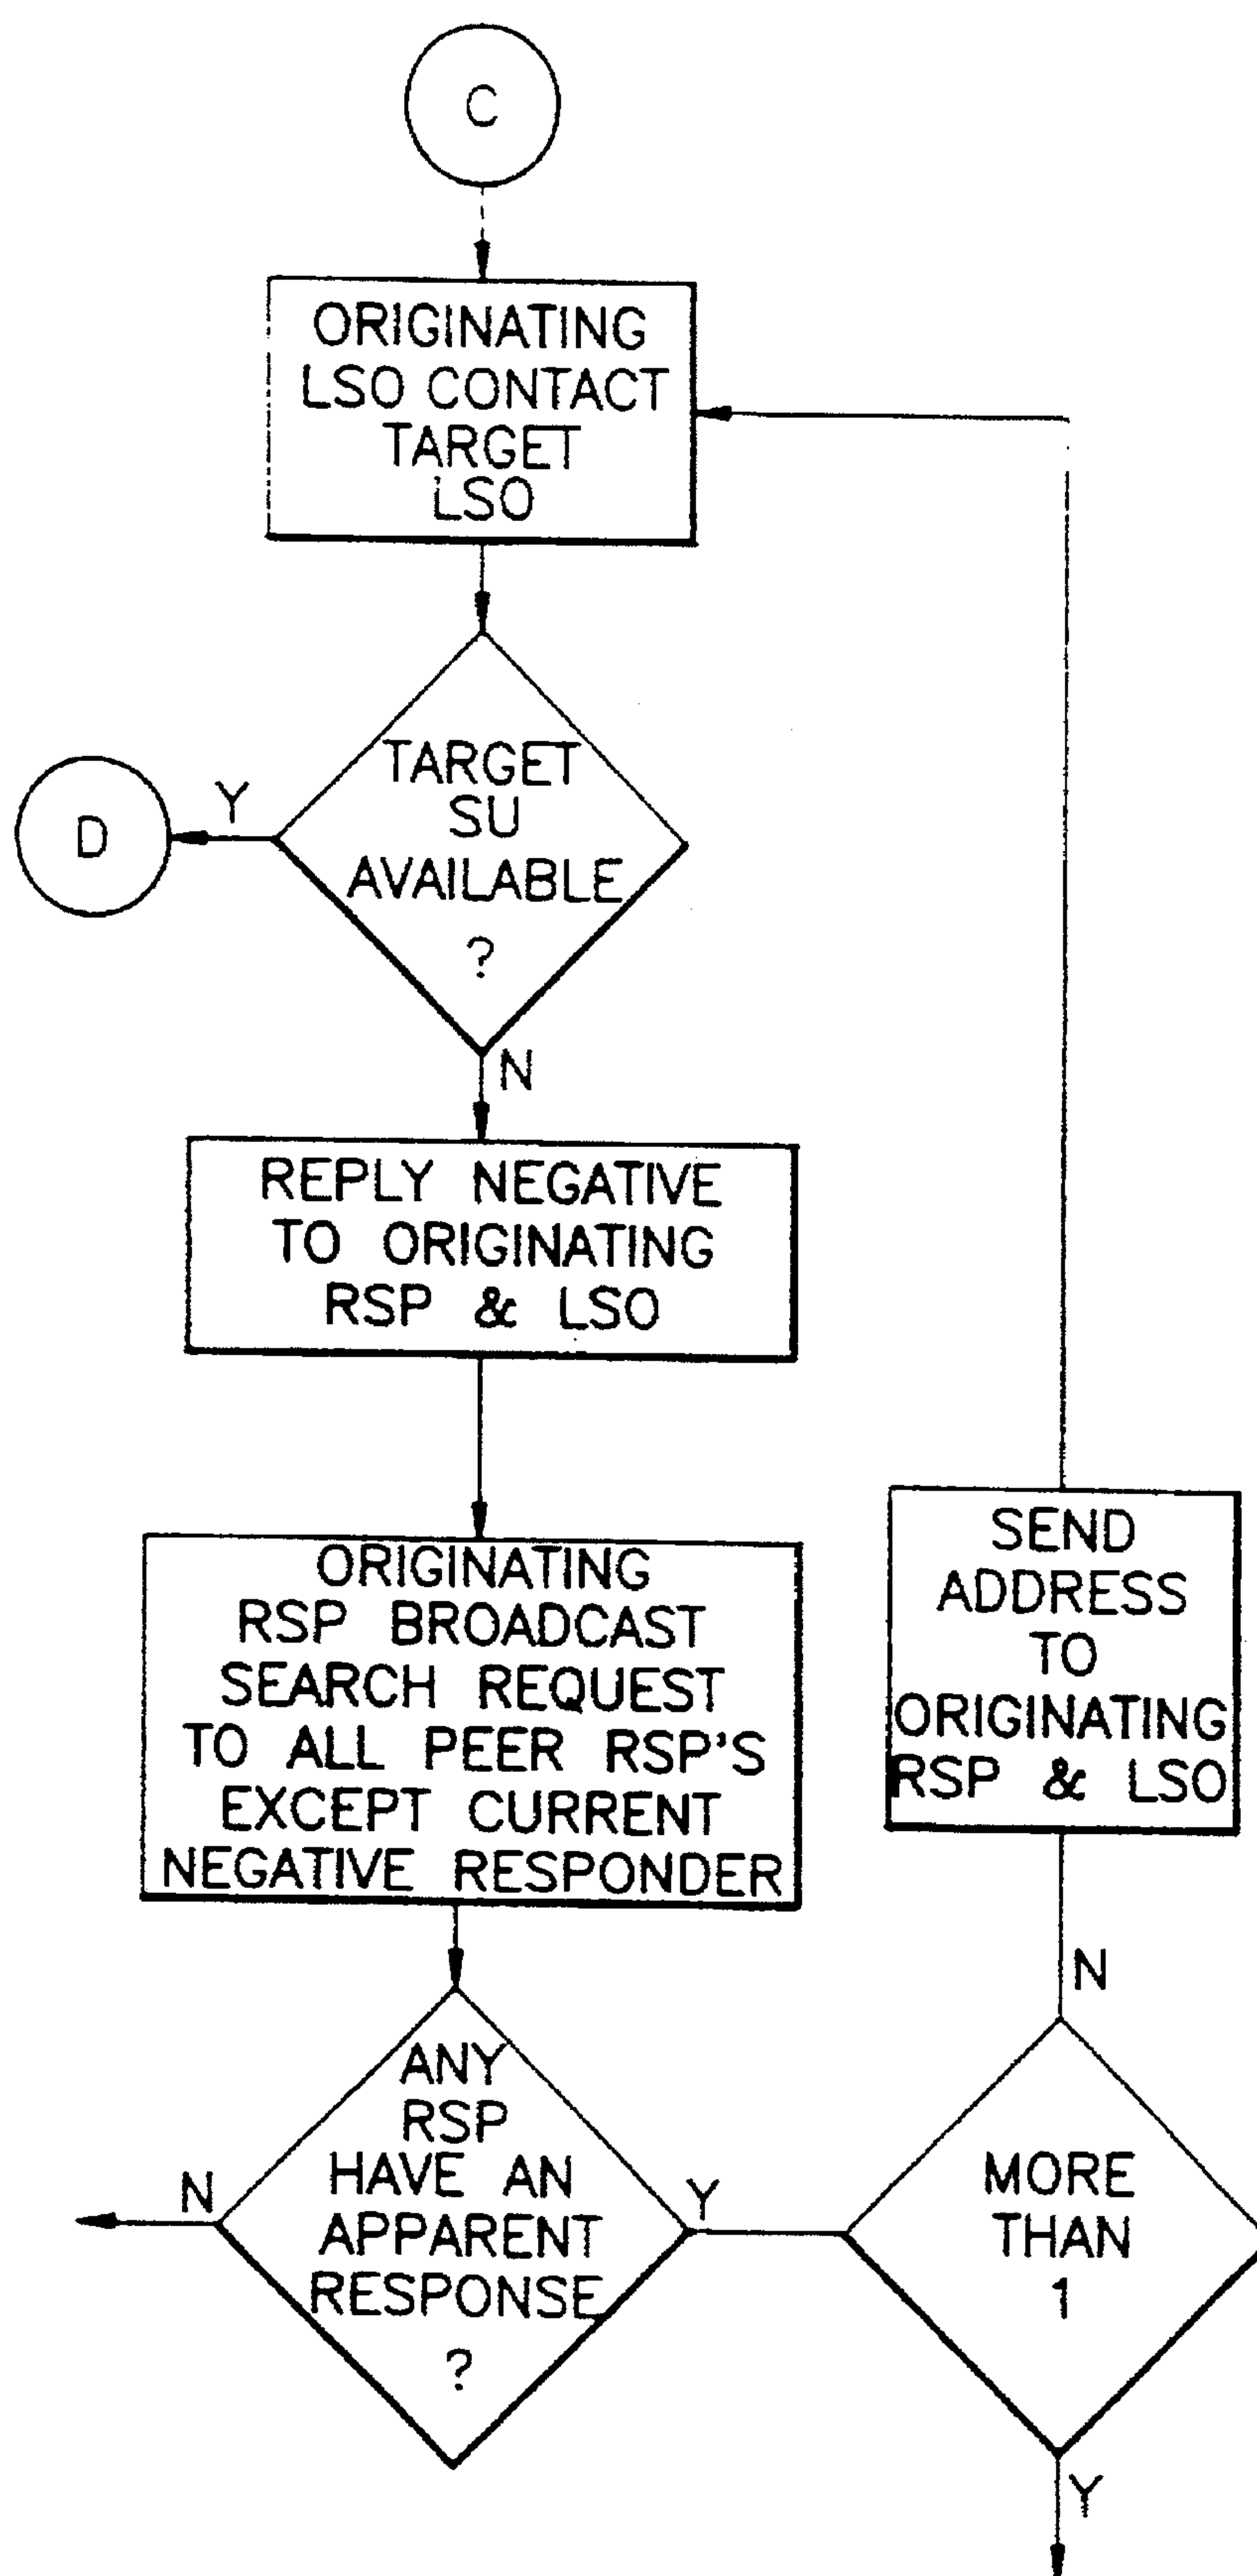 C
ORIGINATING
LSO CONTACT
TARGET
LSO
TARGET
SU
AVAILABLE
?
Y
D
N
REPLY NEGATIVE
TO ORIGINATING
RSP & LSO
ORIGINATING
RSP BROADCAST
SEARCH REQUEST
TO ALL PEER RSP'S
EXCEPT CURRENT
NEGATIVE RESPONDER
SEND
ADDRESS
TO
ORIGINATING
RSP & LSO
N
ANY
RSP
HAVE AN
APPARENT
RESPONSE
?
N
Y
MORE
THAN
1
Y